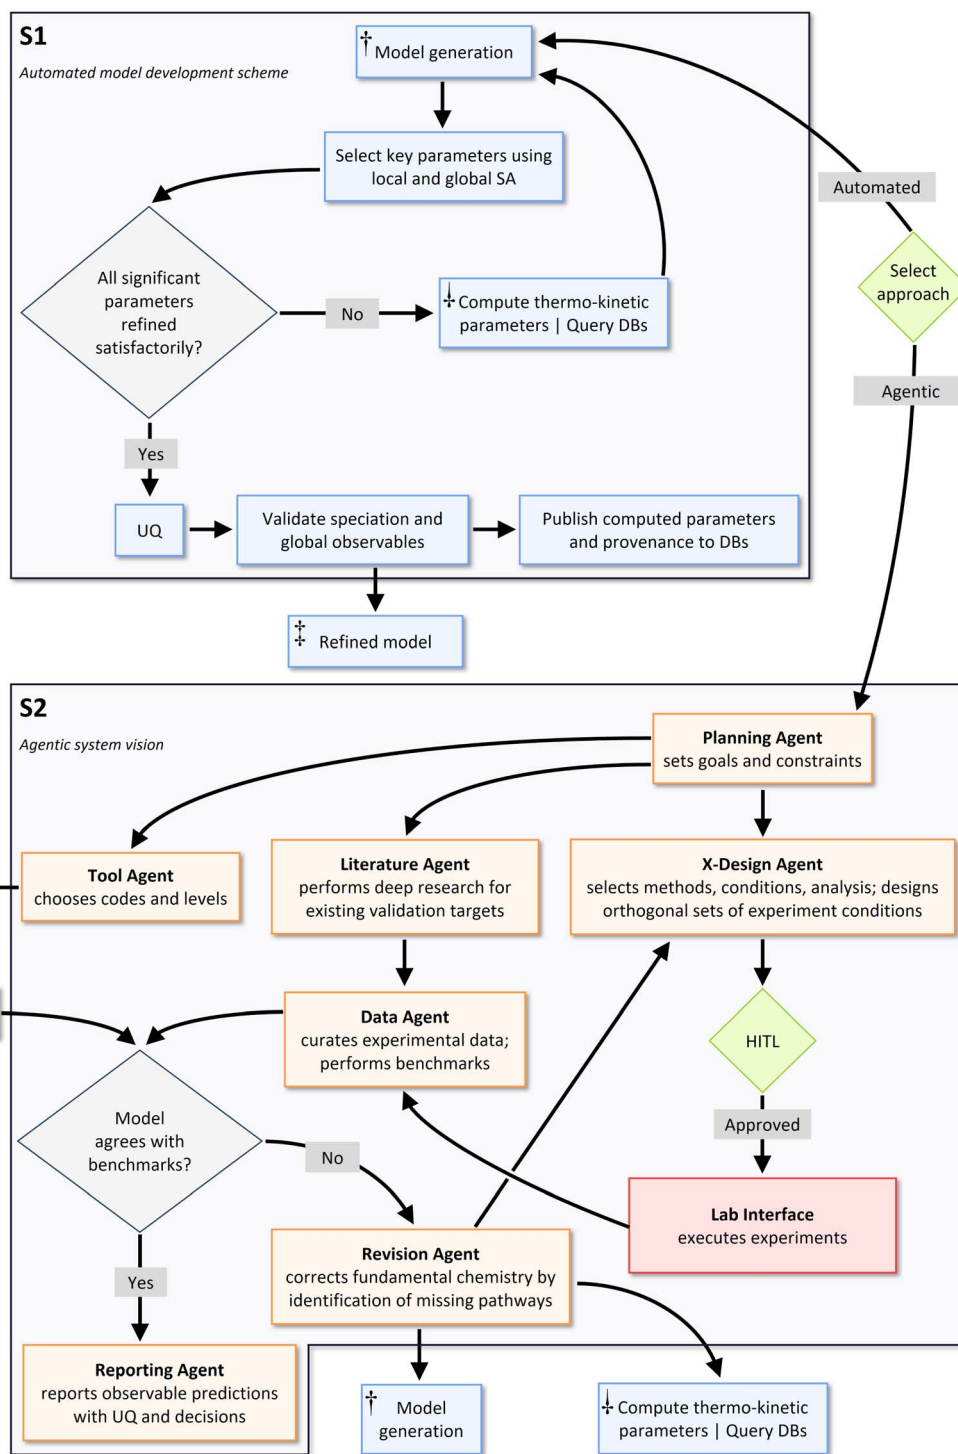 S1
Automated model development scheme
† Model generation
Select key parameters using
local and global SA
Automated
Select
approach
All significant
parameters
refined
satisfactorily?
No
⸸ Compute thermo-kinetic
parameters | Query DBs
Agentic
Yes
UQ
Validate speciation and
global observables
Publish computed parameters
and provenance to DBs
‡ Refined model
S2
Agentic system vision
Planning Agent
sets goals and constraints
Tool Agent
chooses codes and levels
Literature Agent
performs deep research for
existing validation targets
X-Design Agent
selects methods, conditions, analysis; designs
orthogonal sets of experiment conditions
Data Agent
curates experimental data;
performs benchmarks
HITL
Model
agrees with
benchmarks?
No
Approved
Lab Interface
executes experiments
Revision Agent
corrects fundamental chemistry by
identification of missing pathways
Yes
Reporting Agent
reports observable predictions
with UQ and decisions
† Model
generation
⸸ Compute thermo-kinetic
parameters | Query DBs